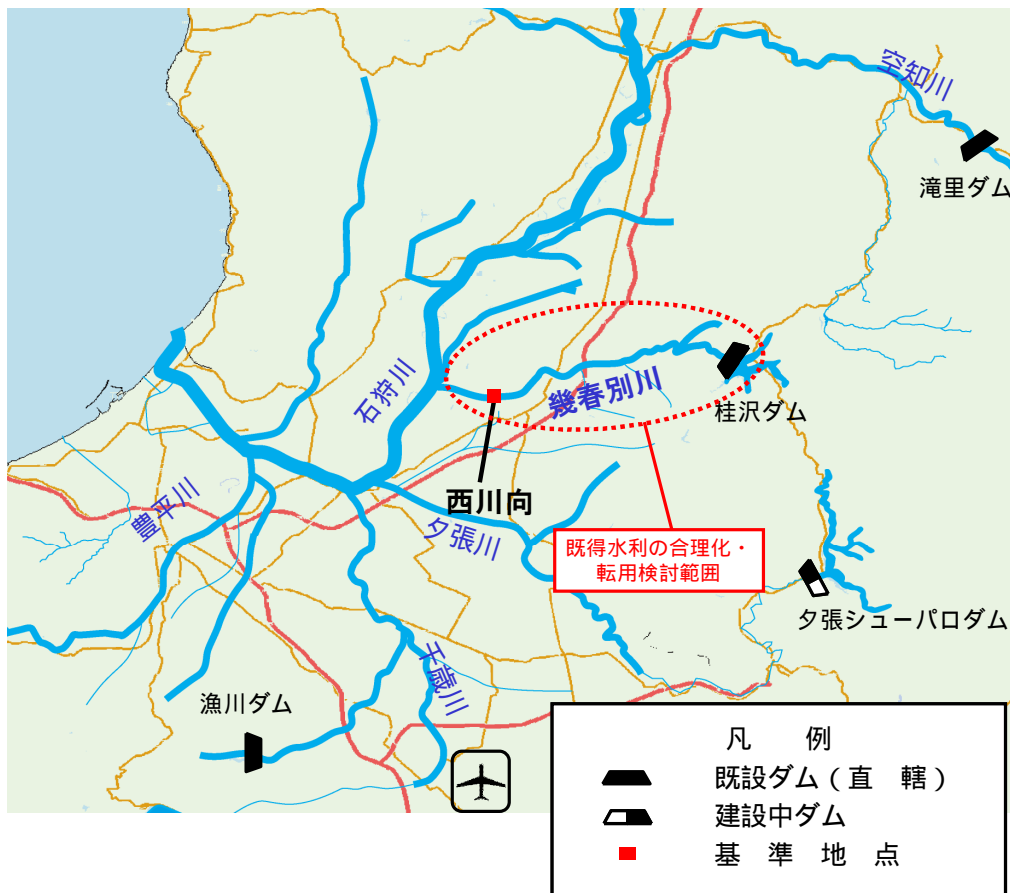 空知川
滝里ダム
石狩川
幾春別川
桂沢ダム
西川向
豊平川
夕張川
既得水利の合理化・
転用検討範囲
夕張シューパロダム
千歳川
漁川ダム
凡 例
既設ダム(直 轄)
建設中ダム
基 準 地 点